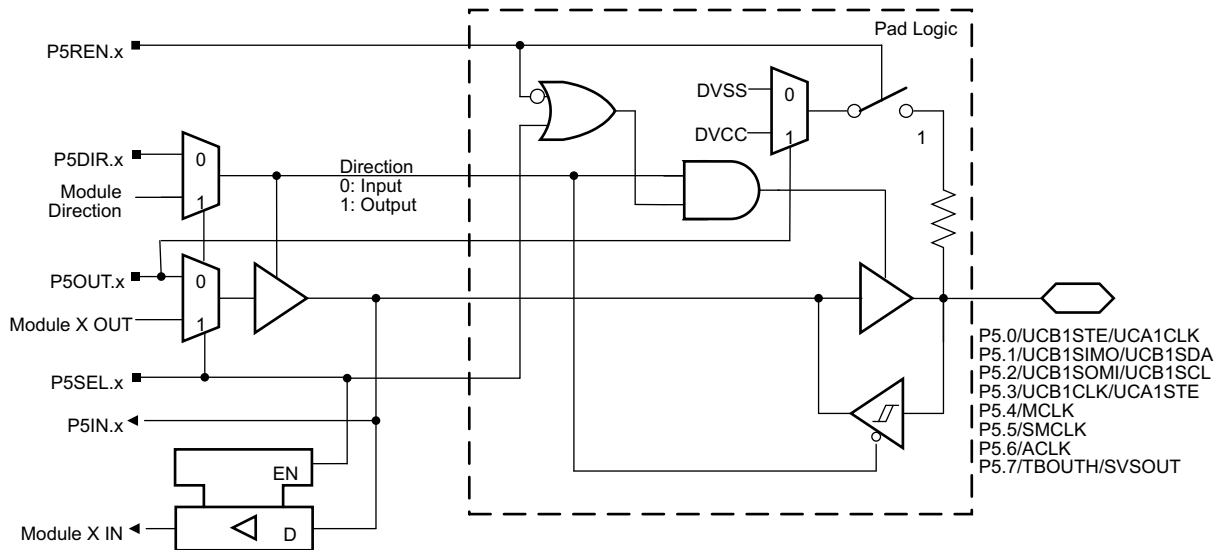 Pad Logic
P5REN.x
DVSS
0
DVCC
1
1
P5DIR.x
0
Module
Direction
1
Direction
0: Input
1: Output
P5OUT.x
0
Module X OUT
1
P5SEL.x
P5IN.x
EN
Module X IN
D
P5.0/UCB1STE/UCA1CLK
P5.1/UCB1SIMO/UCB1SDA
P5.2/UCB1SOMI/UCB1SCL
P5.3/UCB1CLK/UCA1STE
P5.4/MCLK
P5.5/SMCLK
P5.6/ACLK
P5.7/TBOUTH/SVSOUT